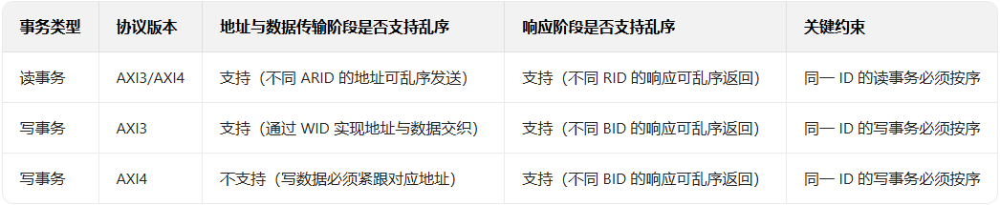 事务类型 协议版本 地址与数据传输阶段是否支持乱序 响应阶段是否支持乱序 关键约束
读事务 AXI3/AXI4 支持（不同 ARID 的地址可乱序发送） 支持（不同 RID 的响应可乱序返回） 同一 ID 的读事务必须按序
写事务 AXI3 支持（通过 WID 实现地址与数据交织） 支持（不同 BID 的响应可乱序返回） 同一 ID 的写事务必须按序
写事务 AXI4 不支持（写数据必须紧跟对应地址） 支持（不同 BID 的响应可乱序返回） 同一 ID 的写事务必须按序